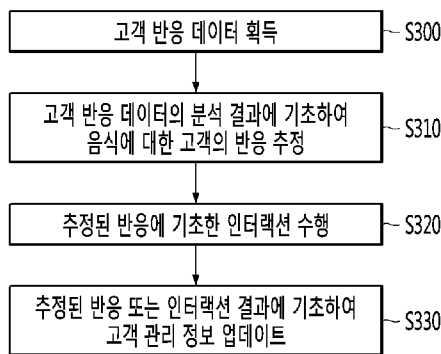 고객 반응 데이터 획득
S300
고객 반응 데이터의 분석 결과에 기초하여
음식에 대한 고객의 반응 추정
S310
추정된 반응에 기초한 인터랙션 수행
S320
추정된 반응 또는 인터랙션 결과에 기초하여
고객 관리 정보 업데이트
S330